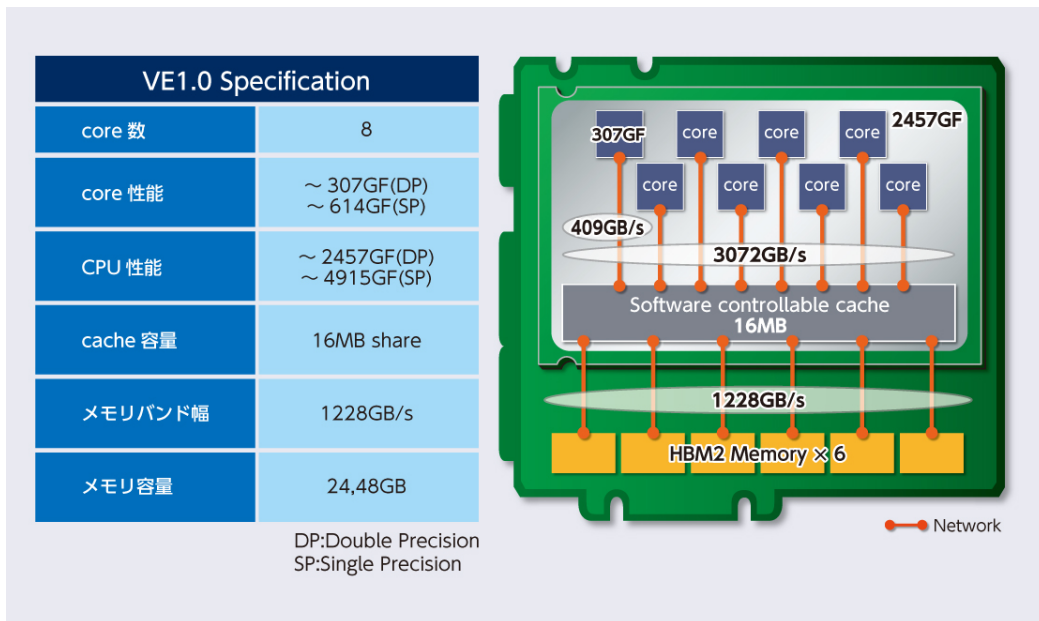 VE1.0 Specification
core 数
8
core 性能
～ 307GF(DP)
～ 614GF(SP)
CPU 性能
～ 2457GF(DP)
～ 4915GF(SP)
cache 容量
16MB share
メモリバンド幅
1228GB/s
メモリ容量
24,48GB
DP:Double Precision
SP:Single Precision
2457GF
307GF
core
core
core
core
core
core
core
409GB/s
3072GB/s
Software controllable cache
16MB
1228GB/s
HBM2 Memory × 6
Network